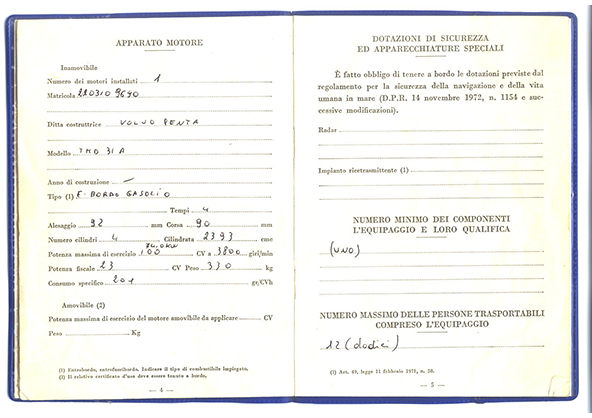 APPARATO MOTORE
Inamovibile
Numero dei motori installati 1
Matricola 220310 9690
Ditta costruttrice VOLVO PENTA
Modello TMD 31A
Anno di costruzione —
Tipo (1) E. BORDO GASOLIO
Tempi 4
Alesaggio 92 mm Corsa 90 mm
Numero cilindri 4 Cilindrata 2393 cmc
74,0KW
Potenza massima di esercizio 100 CV a 3800 giri/min
Potenza fiscale 23 CV Peso 330 kg
Consumo specifico 201 gr/CVh
Amovibile (2)
Potenza massima di esercizio del motore amovibile da applicare CV
Peso Kg
(1) Entrobordo, entrofuoribordo. Indicare il tipo di combustibile impiegato.
(2) Il relativo certificato d'uso deve essere tenuto a bordo.
— 4 —
DOTAZIONI DI SICUREZZA
ED APPARECCHIATURE SPECIALI
È fatto obbligo di tenere a bordo le dotazioni previste dal
regolamento per la sicurezza della navigazione e della vita
umana in mare (D.P.R. 14 novembre 1972, n. 1154 e suc-
cessive modificazioni).
Radar
Impianto ricetrasmittente (1)
NUMERO MINIMO DEI COMPONENTI
L'EQUIPAGGIO E LORO QUALIFICA
(UNO)
NUMERO MASSIMO DELLE PERSONE TRASPORTABILI
COMPRESO L'EQUIPAGGIO
12 (dodici)
(1) Art. 49, legge 11 febbraio 1971, n. 50.
— 5 —